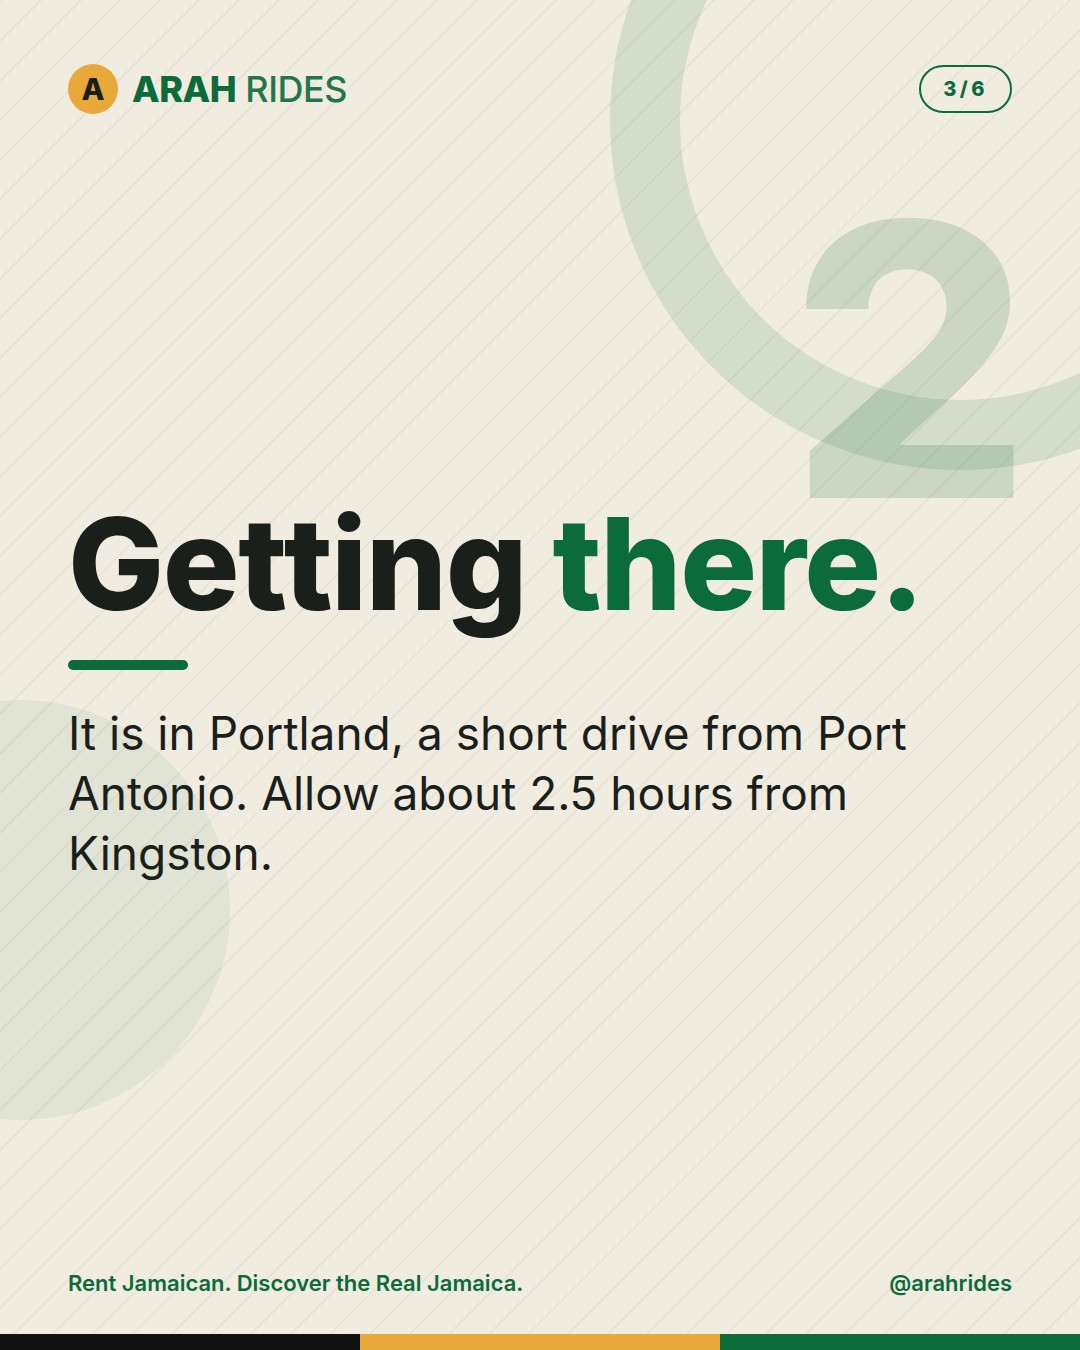 A ARAH RIDES
3/6
2
Getting there.
It is in Portland, a short drive from Port
Antonio. Allow about 2.5 hours from
Kingston.
Rent Jamaican. Discover the Real Jamaica.
@arahrides